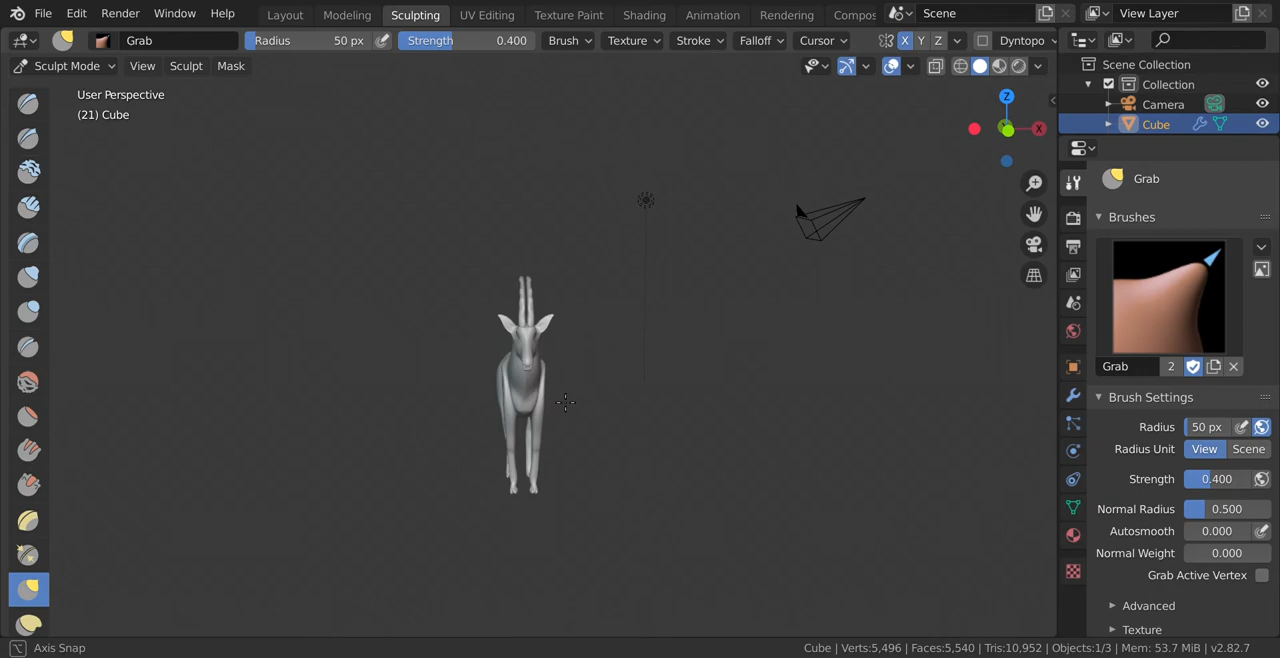 File Edit Render Window Help Layout Modeling Sculpting UV Editing Texture Paint Shading Animation Rendering Compos Scene View Layer
Grab Radius 50 px Strength 0.400 Brush Texture Stroke Falloff Cursor X Y Z Dyntopo
Sculpt Mode View Sculpt Mask
User Perspective
(21) Cube
Z
X
Scene Collection
Collection
Camera
Cube
Grab
Brushes
Grab 2
Brush Settings
Radius 50 px
Radius Unit View Scene
Strength 0.400
Normal Radius 0.500
Autosmooth 0.000
Normal Weight 0.000
Grab Active Vertex
Advanced
Texture
Axis Snap Cube | Verts:5,496 | Faces:5,540 | Tris:10,952 | Objects:1/3 | Mem: 53.7 MiB | v2.82.7